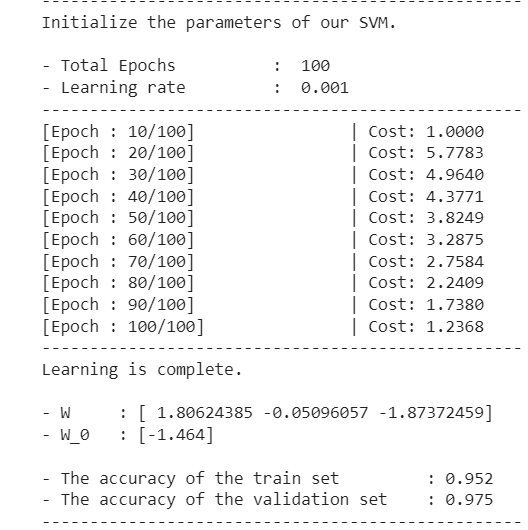 --------------------------------------------------
Initialize the parameters of our SVM.
- Total Epochs : 100
- Learning rate : 0.001
--------------------------------------------------
[Epoch : 10/100] | Cost: 1.0000
[Epoch : 20/100] | Cost: 5.7783
[Epoch : 30/100] | Cost: 4.9640
[Epoch : 40/100] | Cost: 4.3771
[Epoch : 50/100] | Cost: 3.8249
[Epoch : 60/100] | Cost: 3.2875
[Epoch : 70/100] | Cost: 2.7584
[Epoch : 80/100] | Cost: 2.2409
[Epoch : 90/100] | Cost: 1.7380
[Epoch : 100/100] | Cost: 1.2368
--------------------------------------------------
Learning is complete.
- W : [ 1.80624385 -0.05096057 -1.87372459]
- W_0 : [-1.464]
- The accuracy of the train set : 0.952
- The accuracy of the validation set : 0.975
--------------------------------------------------